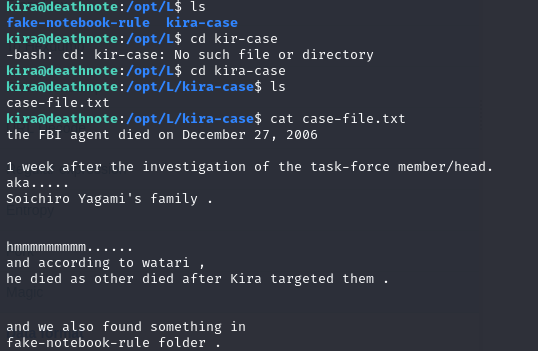 kira@deathnote:/opt/L$ ls
fake-notebook-rule  kira-case
kira@deathnote:/opt/L$ cd kir-case
-bash: cd: kir-case: No such file or directory
kira@deathnote:/opt/L$ cd kira-case
kira@deathnote:/opt/L/kira-case$ ls
case-file.txt
kira@deathnote:/opt/L/kira-case$ cat case-file.txt
the FBI agent died on December 27, 2006
1 week after the investigation of the task-force member/head.
aka.....
Soichiro Yagami's family .
hmmmmmmmmm......
and according to watari ,
he died as other died after Kira targeted them .
and we also found something in
fake-notebook-rule folder .